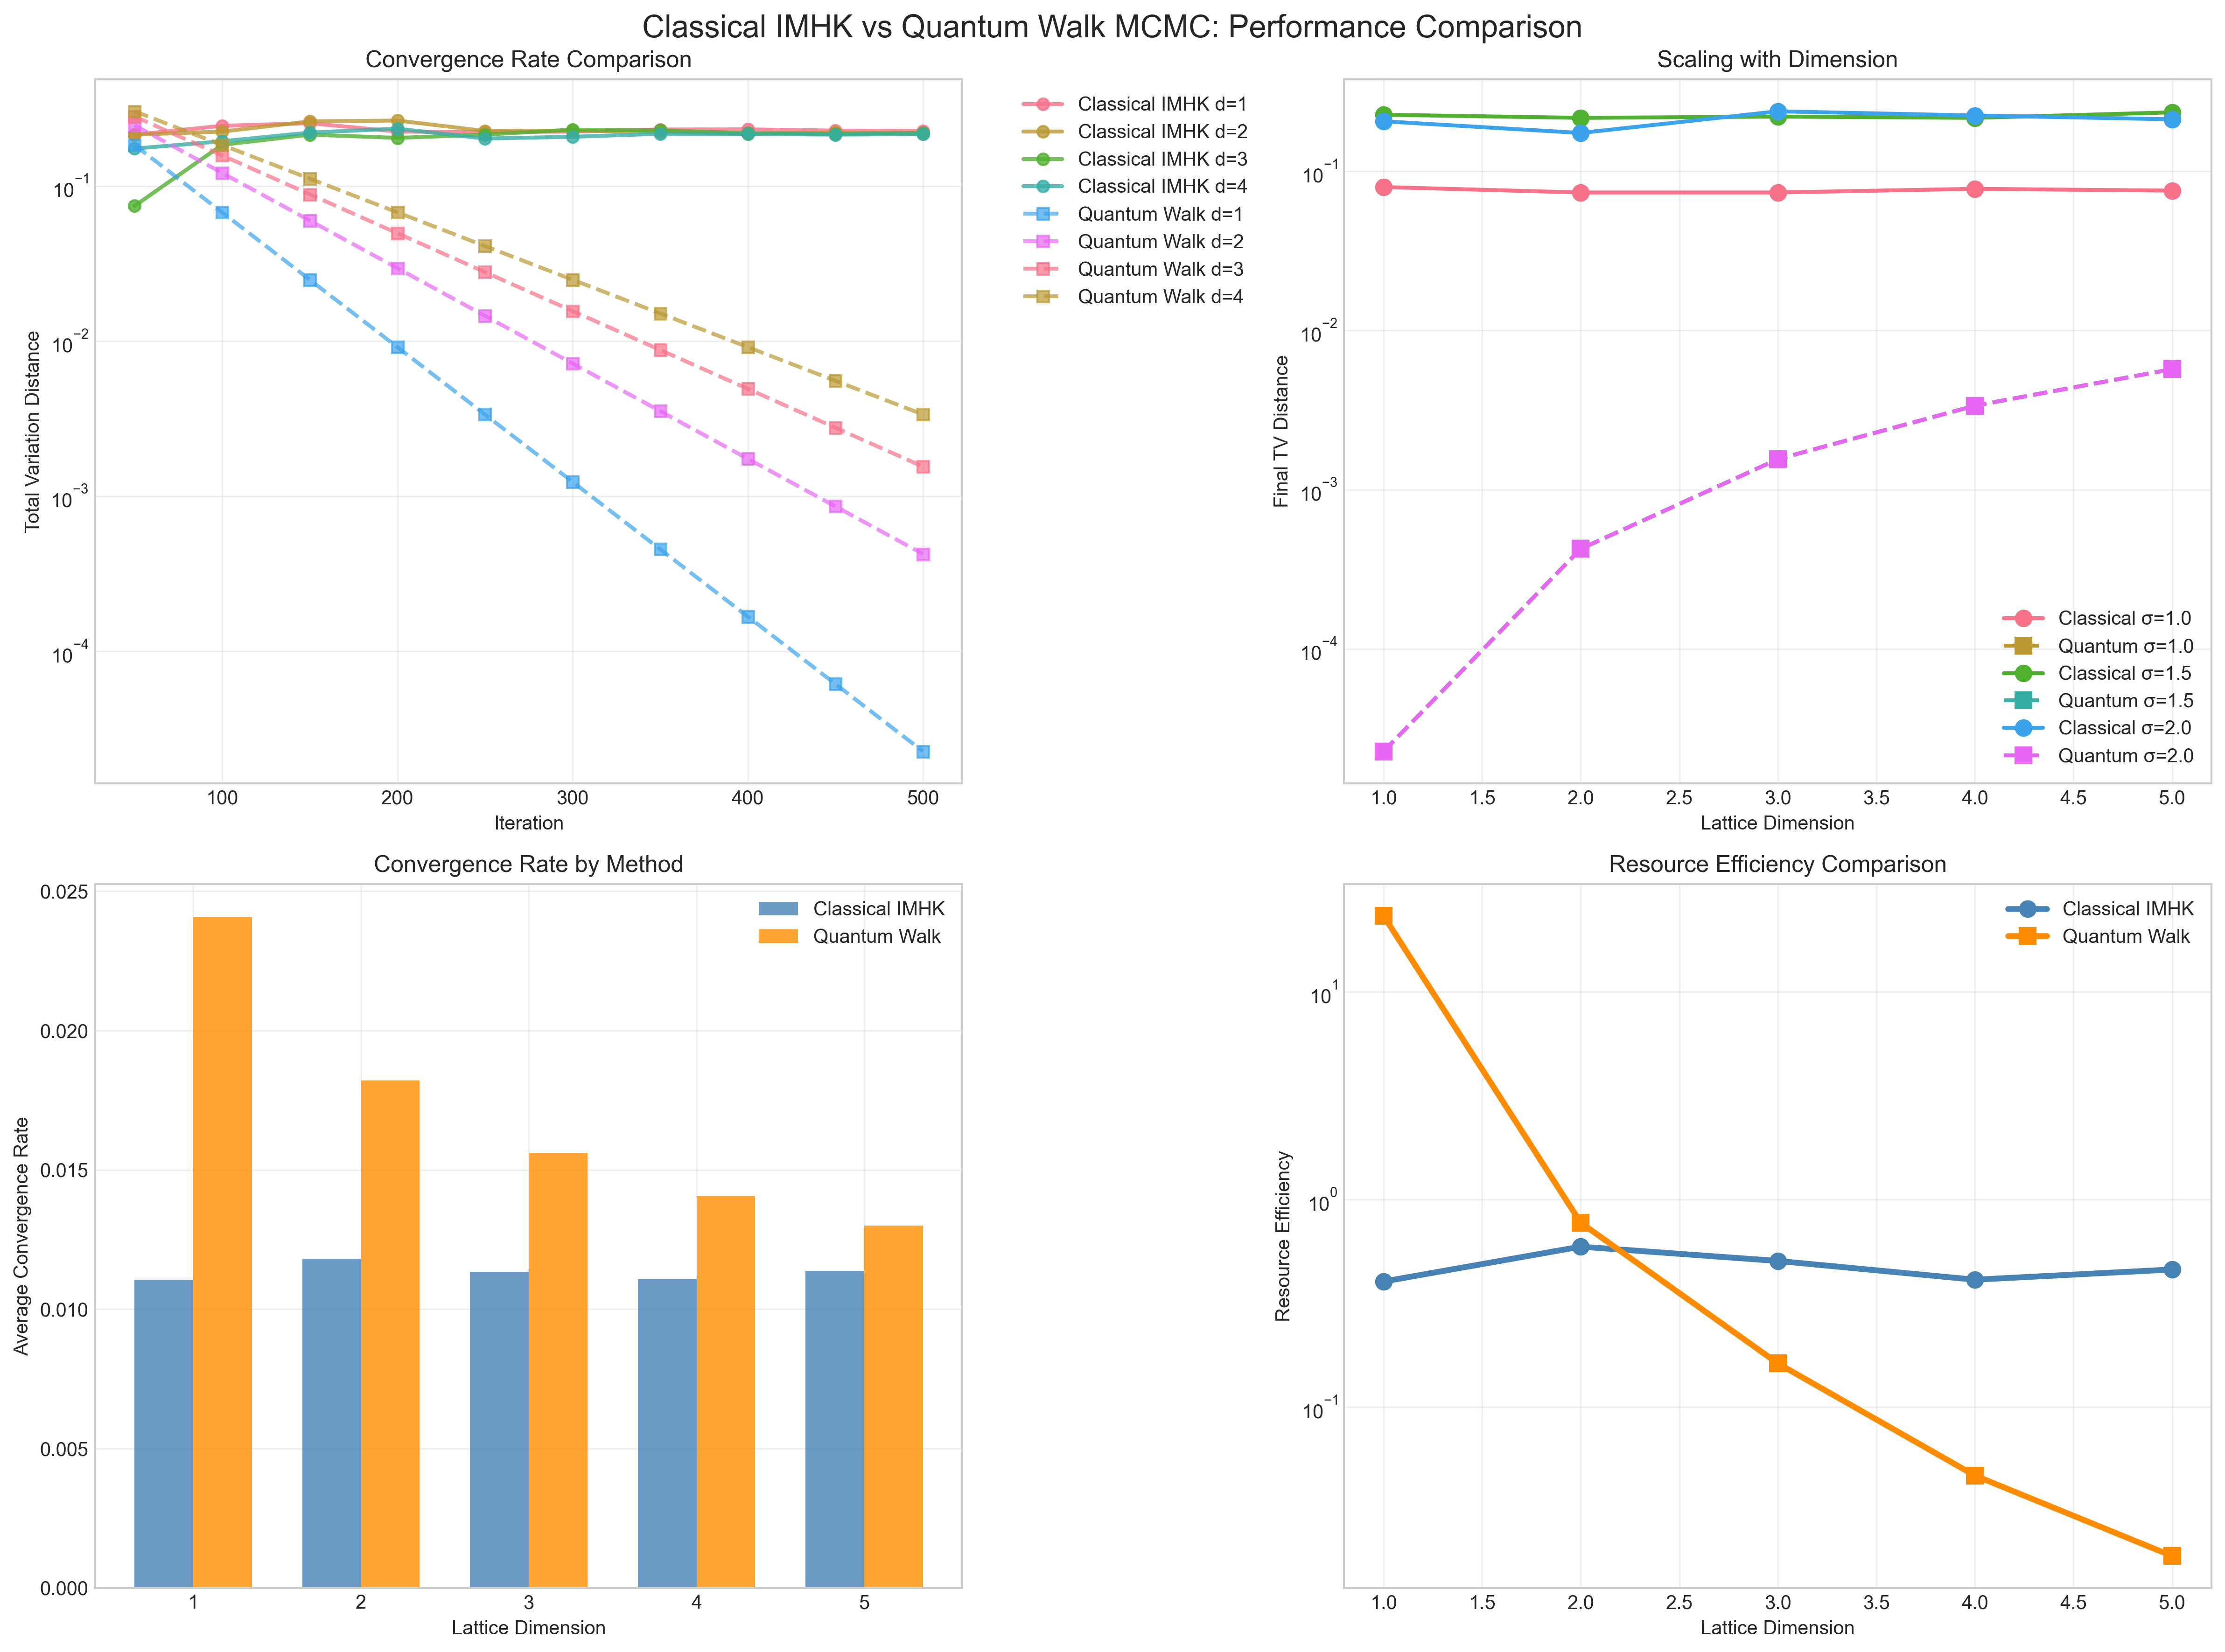 Classical IMHK vs Quantum Walk MCMC: Performance Comparison
Convergence Rate Comparison
Total Variation Distance
10⁻¹
10⁻²
10⁻³
10⁻⁴
100
200
300
400
500
Iteration
Classical IMHK d=1
Classical IMHK d=2
Classical IMHK d=3
Classical IMHK d=4
Quantum Walk d=1
Quantum Walk d=2
Quantum Walk d=3
Quantum Walk d=4
Scaling with Dimension
Final TV Distance
10⁻¹
10⁻²
10⁻³
10⁻⁴
Classical σ=1.0
Quantum σ=1.0
Classical σ=1.5
Quantum σ=1.5
Classical σ=2.0
Quantum σ=2.0
1.0
1.5
2.0
2.5
3.0
3.5
4.0
4.5
5.0
Lattice Dimension
Convergence Rate by Method
Average Convergence Rate
0.025
0.020
0.015
0.010
0.005
0.000
Classical IMHK
Quantum Walk
1
2
3
4
5
Lattice Dimension
Resource Efficiency Comparison
Resource Efficiency
10¹
10⁰
10⁻¹
Classical IMHK
Quantum Walk
1.0
1.5
2.0
2.5
3.0
3.5
4.0
4.5
5.0
Lattice Dimension